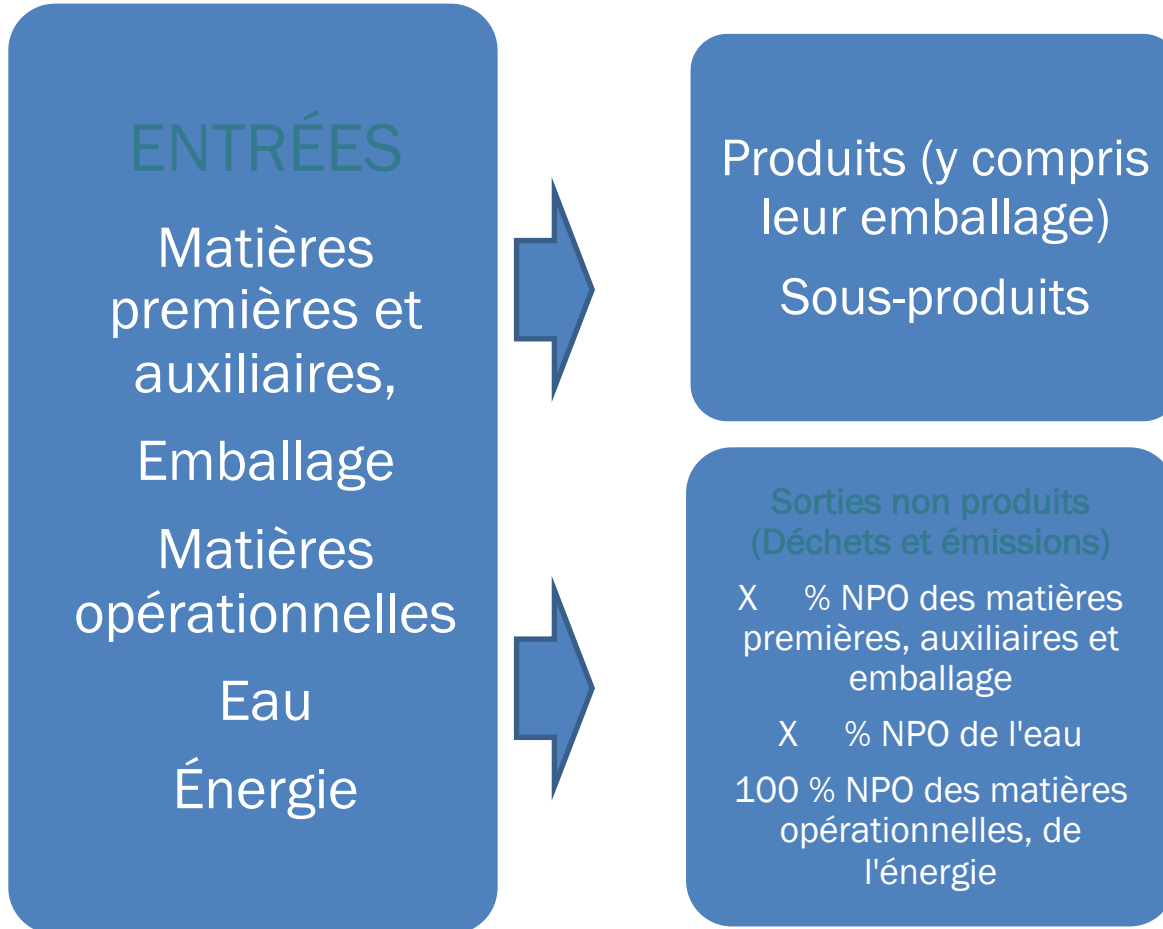 ENTRÉES
Matières
premières et
auxiliaires,
Emballage
Matières
opérationnelles
Eau
Énergie
Produits (y compris
leur emballage)
Sous-produits
Sorties non produits
(Déchets et émissions)
X % NPO des matières
premières, auxiliaires et
emballage
X % NPO de l'eau
100 % NPO des matières
opérationnelles, de
l'énergie